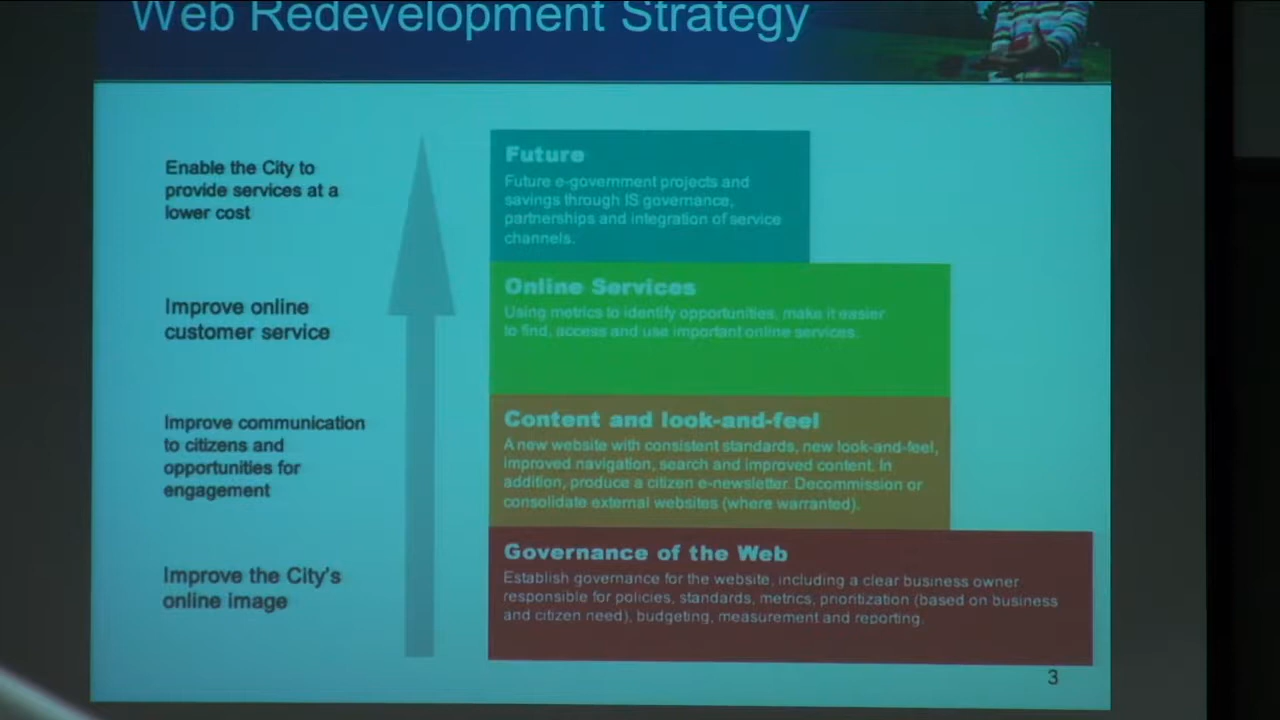 Web Redevelopment Strategy
Enable the City to
provide services at a
lower cost
Future
Future e-government projects and
savings through IS governance,
partnerships and integration of service
channels.
Improve online
customer service
Online Services
Using metrics to identify opportunities, make it easier
to find, access and use important online services.
Improve communication
to citizens and
opportunities for
engagement
Content and look-and-feel
A new website with consistent standards, new look-and-feel,
improved navigation, search and improved content. In
addition, produce a citizen e-newsletter. Decommission or
consolidate external websites (where warranted).
Improve the City's
online image
Governance of the Web
Establish governance for the website, including a clear business owner
responsible for policies, standards, metrics, prioritization (based on business
and citizen need), budgeting, measurement and reporting.
3